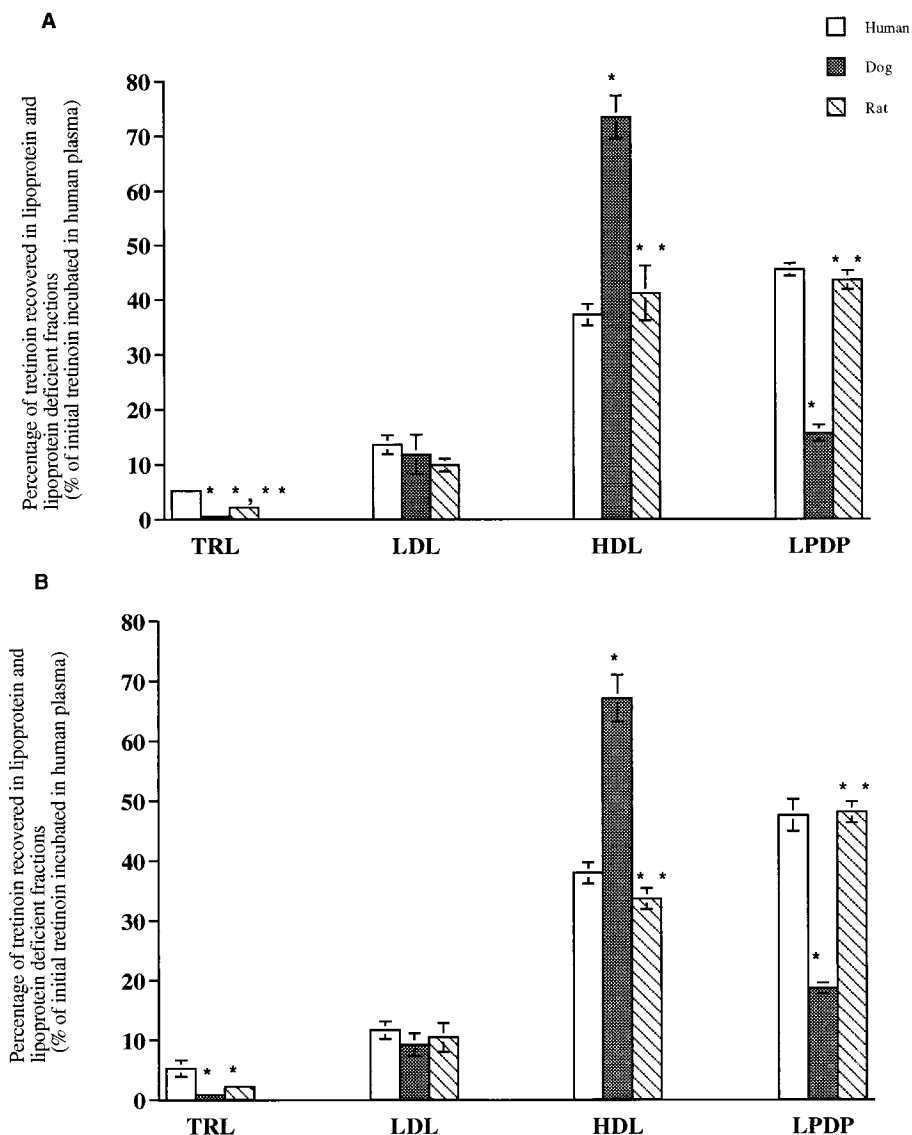 A
Human
Dog
Rat
Percentage of tretinoin recovered in lipoprotein and
lipoprotein deficient fractions
(% of initial tretinoin incubated in human plasma)
80
70
60
50
40
30
20
10
0
*
* *
* *
*
* *, * *
TRL
LDL
HDL
LPDP
B
Percentage of tretinoin recovered in lipoprotein and
lipoprotein deficient fractions
(% of initial tretinoin incubated in human plasma)
80
70
60
50
40
30
20
10
0
*
* *
* *
*
* *
TRL
LDL
HDL
LPDP